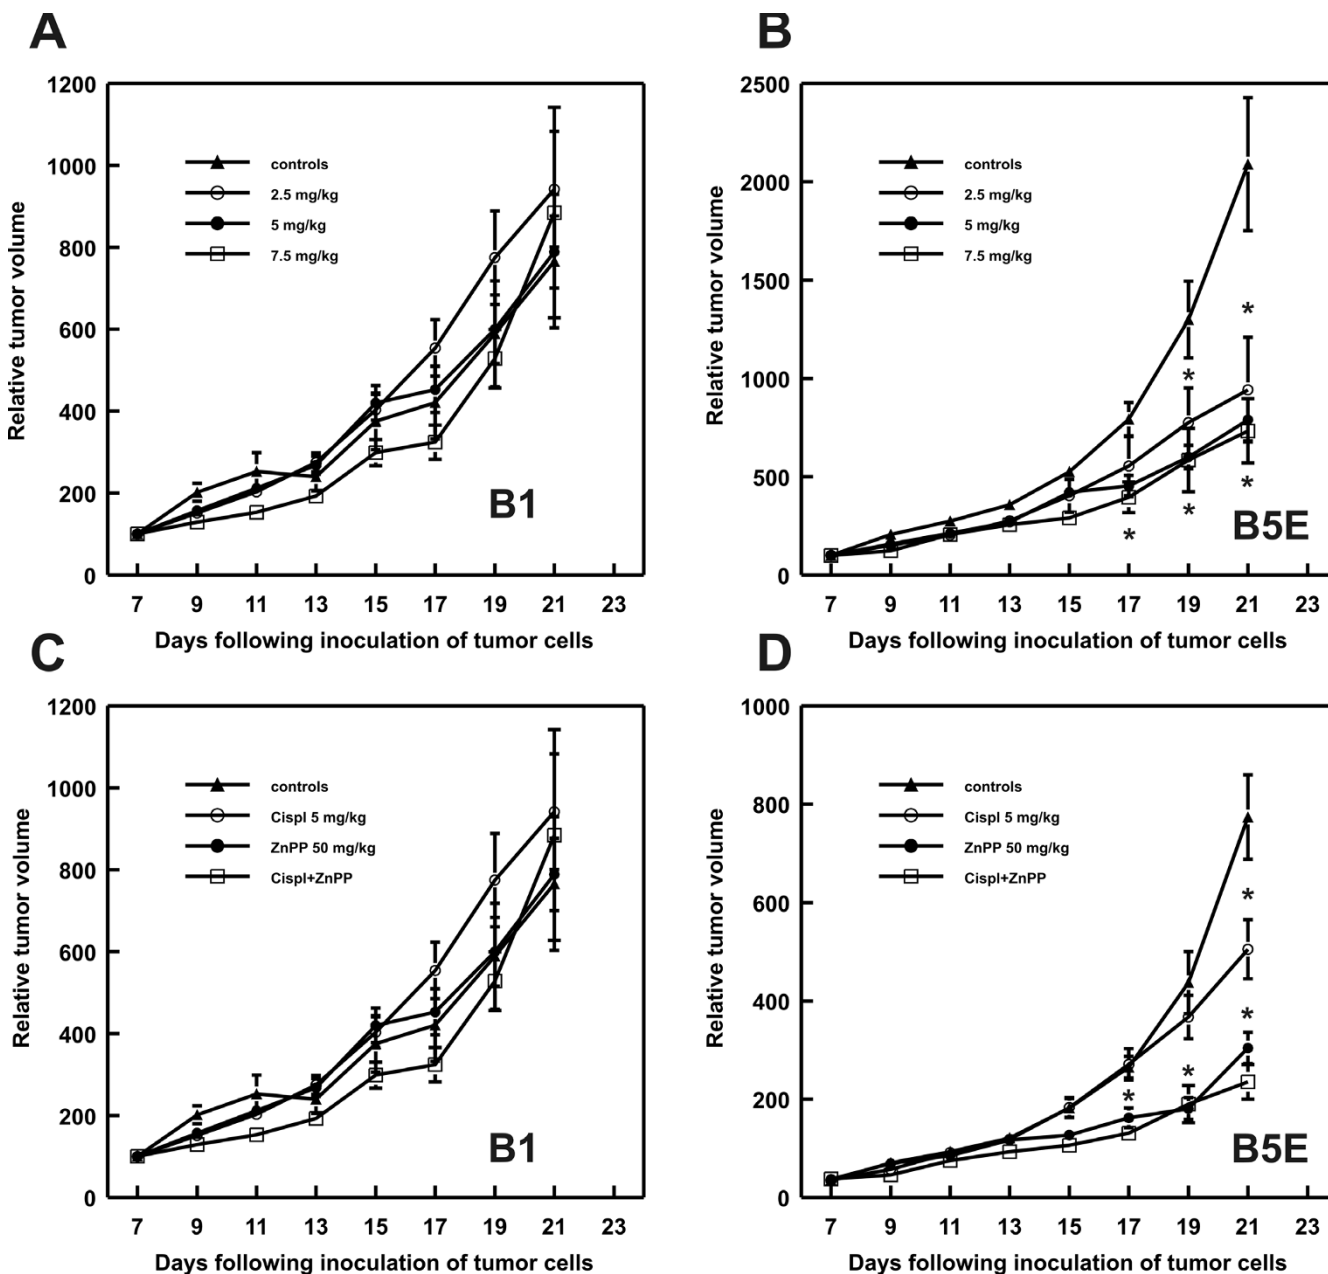 A
Relative tumor volume
1200
1000
800
600
400
200
0
controls
2.5 mg/kg
5 mg/kg
7.5 mg/kg
B1
7 9 11 13 15 17 19 21 23
Days following inoculation of tumor cells
B
Relative tumor volume
2500
2000
1500
1000
500
0
controls
2.5 mg/kg
5 mg/kg
7.5 mg/kg
*
*
*
*
*
B5E
7 9 11 13 15 17 19 21 23
Days following inoculation of tumor cells
C
Relative tumor volume
1200
1000
800
600
400
200
0
controls
Cispl 5 mg/kg
ZnPP 50 mg/kg
Cispl+ZnPP
B1
7 9 11 13 15 17 19 21 23
Days following inoculation of tumor cells
D
Relative tumor volume
1000
800
600
400
200
0
controls
Cispl 5 mg/kg
ZnPP 50 mg/kg
Cispl+ZnPP
*
*
*
*
B5E
7 9 11 13 15 17 19 21 23
Days following inoculation of tumor cells